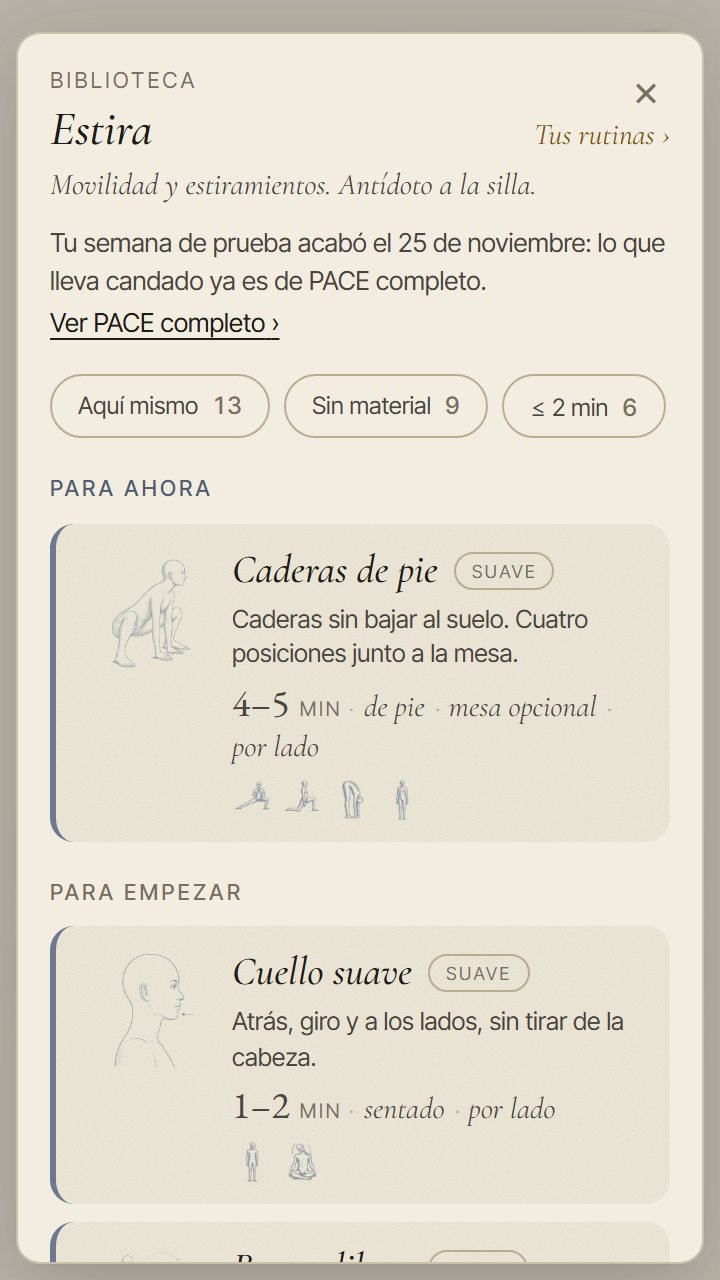 BIBLIOTECA
✕
Estira
Tus rutinas ›
Movilidad y estiramientos. Antídoto a la silla.
Tu semana de prueba acabó el 25 de noviembre: lo que
lleva candado ya es de PACE completo.
Ver PACE completo ›
Aquí mismo 13
Sin material 9
≤ 2 min 6
PARA AHORA
Caderas de pie SUAVE
Caderas sin bajar al suelo. Cuatro
posiciones junto a la mesa.
4–5 MIN · de pie · mesa opcional ·
por lado
PARA EMPEZAR
Cuello suave SUAVE
Atrás, giro y a los lados, sin tirar de la
cabeza.
1–2 MIN · sentado · por lado